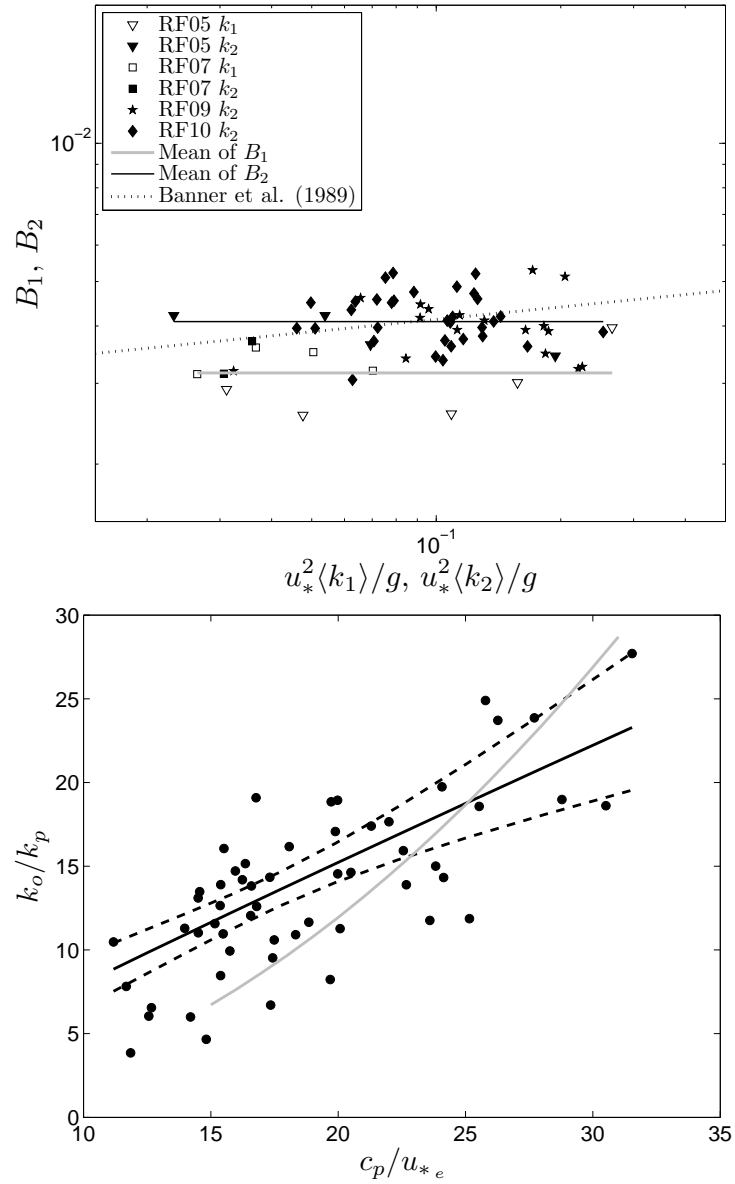 RF05 k₁
RF05 k₂
RF07 k₁
RF07 k₂
RF09 k₂
RF10 k₂
Mean of B₁
Mean of B₂
Banner et al. (1989)
10⁻²
B₁, B₂
10⁻¹
u²∗⟨k₁⟩/g, u²∗⟨k₂⟩/g
30
25
20
15
10
5
0
kₒ/kₚ
10 15 20 25 30 35
cₚ/u∗ₑ